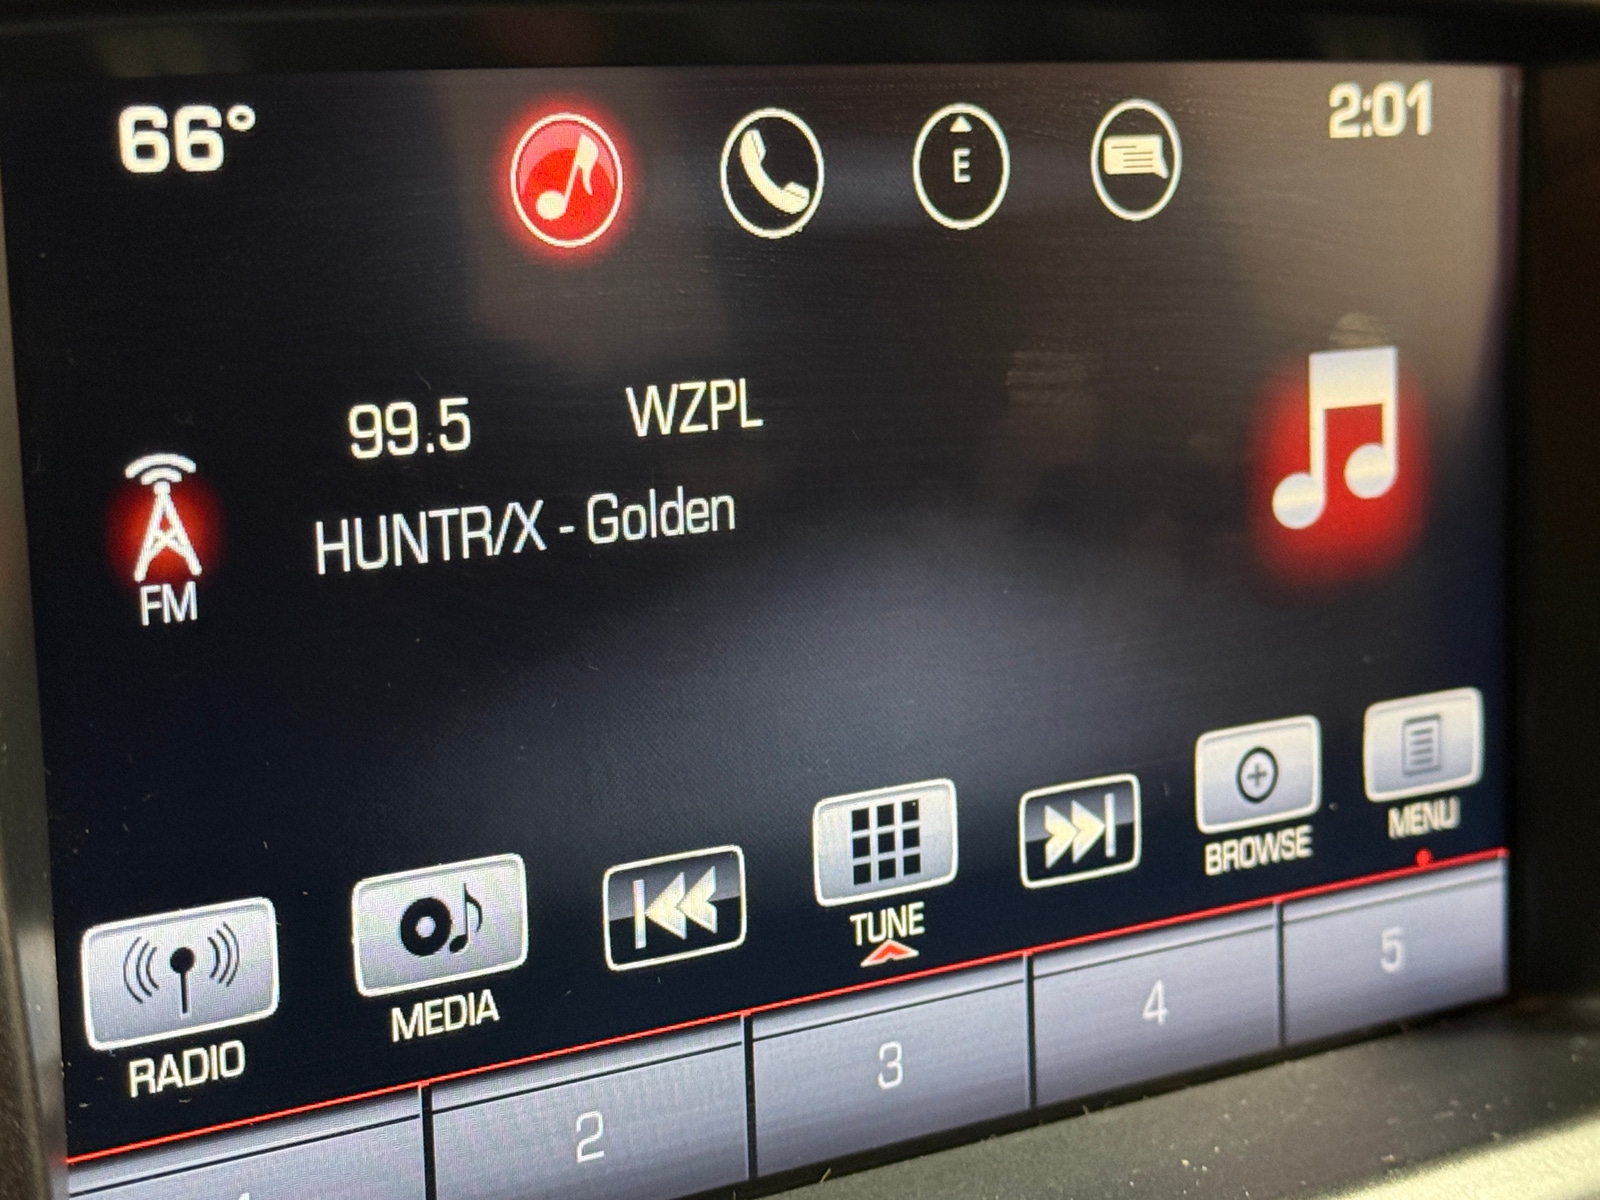 66°
E
2:01
99.5 WZPL
HUNTR/X - Golden
FM
RADIO
MEDIA
TUNE
BROWSE
MENU
2
3
4
5